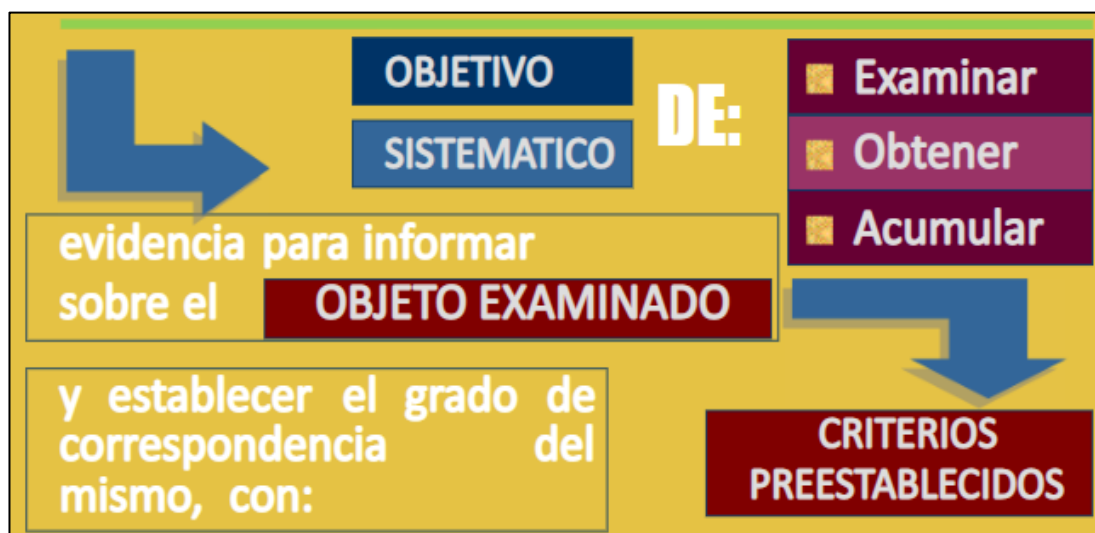 OBJETIVO
SISTEMATICO
DE:
Examinar
Obtener
Acumular
evidencia para informar
sobre el OBJETO EXAMINADO
y establecer el grado de
correspondencia del
mismo, con:
CRITERIOS
PREESTABLECIDOS